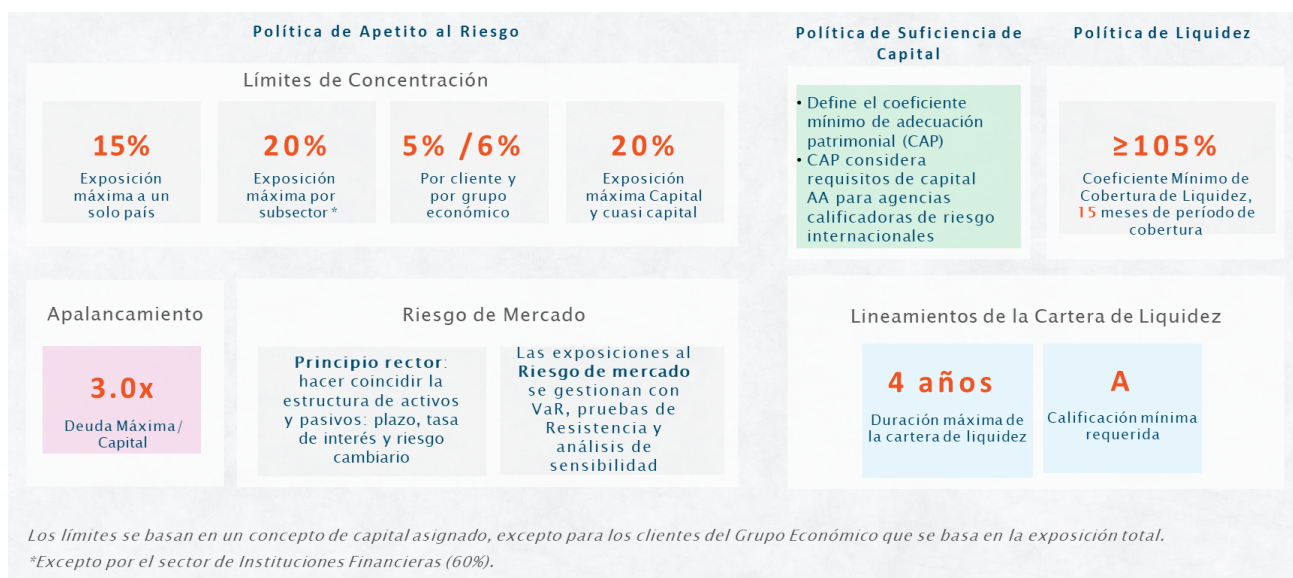 Política de Apetito al Riesgo
Límites de Concentración
15%
Exposición
máxima a un
solo país
20%
Exposición
máxima por
subsector *
5% /6%
Por cliente y
por grupo
económico
20%
Exposición
máxima Capital
y cuasi capital
Política de Suficiencia de
Capital
• Define el coeficiente
mínimo de adecuación
patrimonial (CAP)
• CAP considera
requisitos de capital
AA para agencias
calificadoras de riesgo
internacionales
Política de Liquidez
≥105%
Coeficiente Mínimo de
Cobertura de Liquidez,
15 meses de período de
cobertura
Apalancamiento
3.0x
Deuda Máxima/
Capital
Riesgo de Mercado
Principio rector:
hacer coincidir la
estructura de activos
y pasivos: plazo, tasa
de interés y riesgo
cambiario
Las exposiciones al
Riesgo de mercado
se gestionan con
VaR, pruebas de
Resistencia y
análisis de
sensibilidad
Lineamientos de la Cartera de Liquidez
4 años
Duración máxima de
la cartera de liquidez
A
Calificación mínima
requerida
Los límites se basan en un concepto de capital asignado, excepto para los clientes del Grupo Económico que se basa en la exposición total.
*Excepto por el sector de Instituciones Financieras (60%).